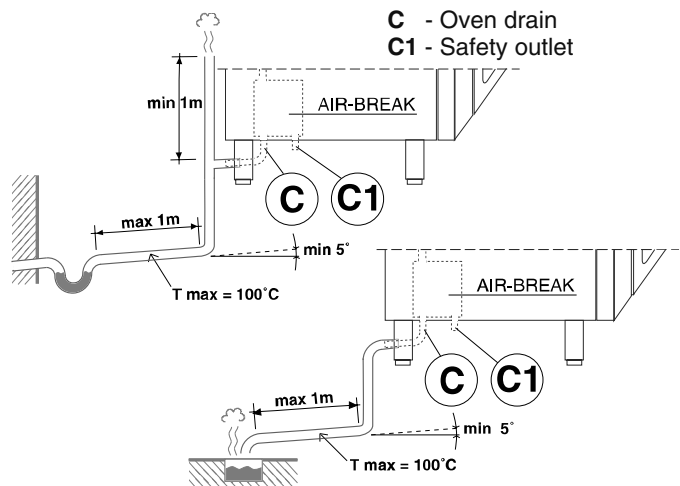 C - Oven drain
C1 - Safety outlet
min 1m
AIR-BREAK
C
C1
max 1m
min 5°
T max = 100°C
AIR-BREAK
C
C1
max 1m
min 5°
T max = 100°C